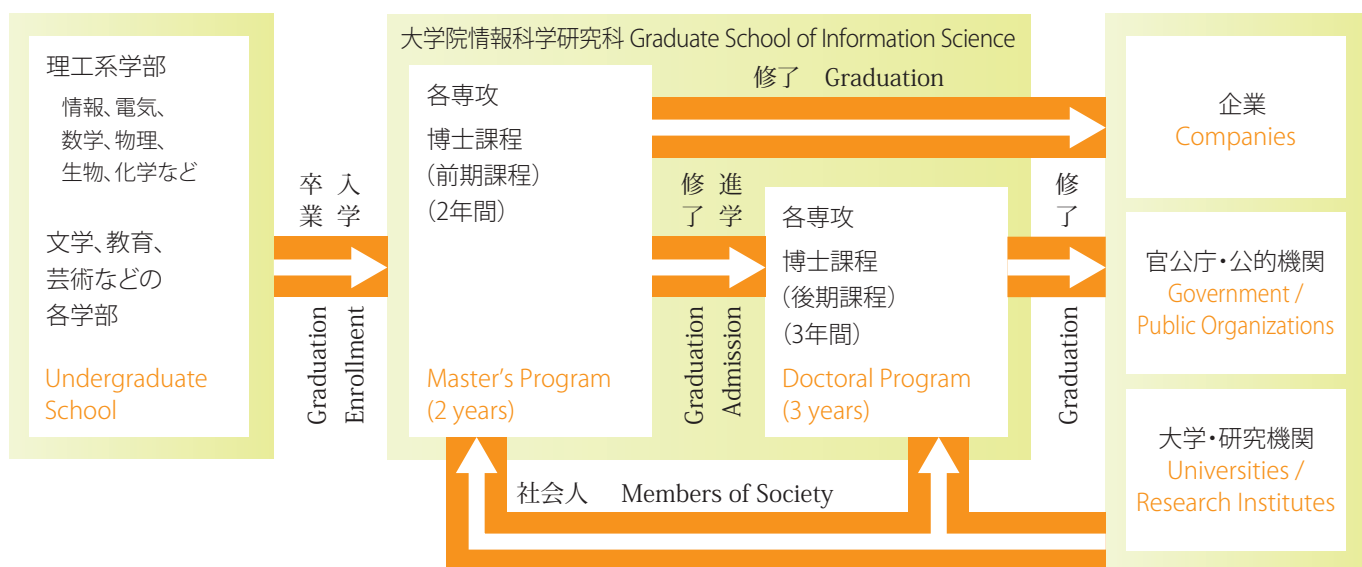 理工系学部
情報、電気、
数学、物理、
生物、化学など
文学、教育、
芸術などの
各学部
Undergraduate
School
卒業
入学
Graduation
Enrollment
大学院情報科学研究科 Graduate School of Information Science
修了 Graduation
各専攻
博士課程
(前期課程)
(2年間)
Master's Program
(2 years)
修了
進学
Graduation
Admission
各専攻
博士課程
(後期課程)
(3年間)
Doctoral Program
(3 years)
修了
Graduation
社会人 Members of Society
企業
Companies
官公庁・公的機関
Government /
Public Organizations
大学・研究機関
Universities /
Research Institutes